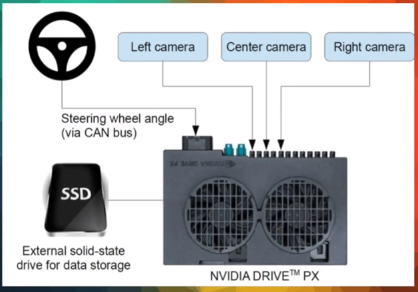 Left camera
Center camera
Right camera
Steering wheel angle
(via CAN bus)
SSD
External solid-state
drive for data storage
NVIDIA DRIVE™ PX